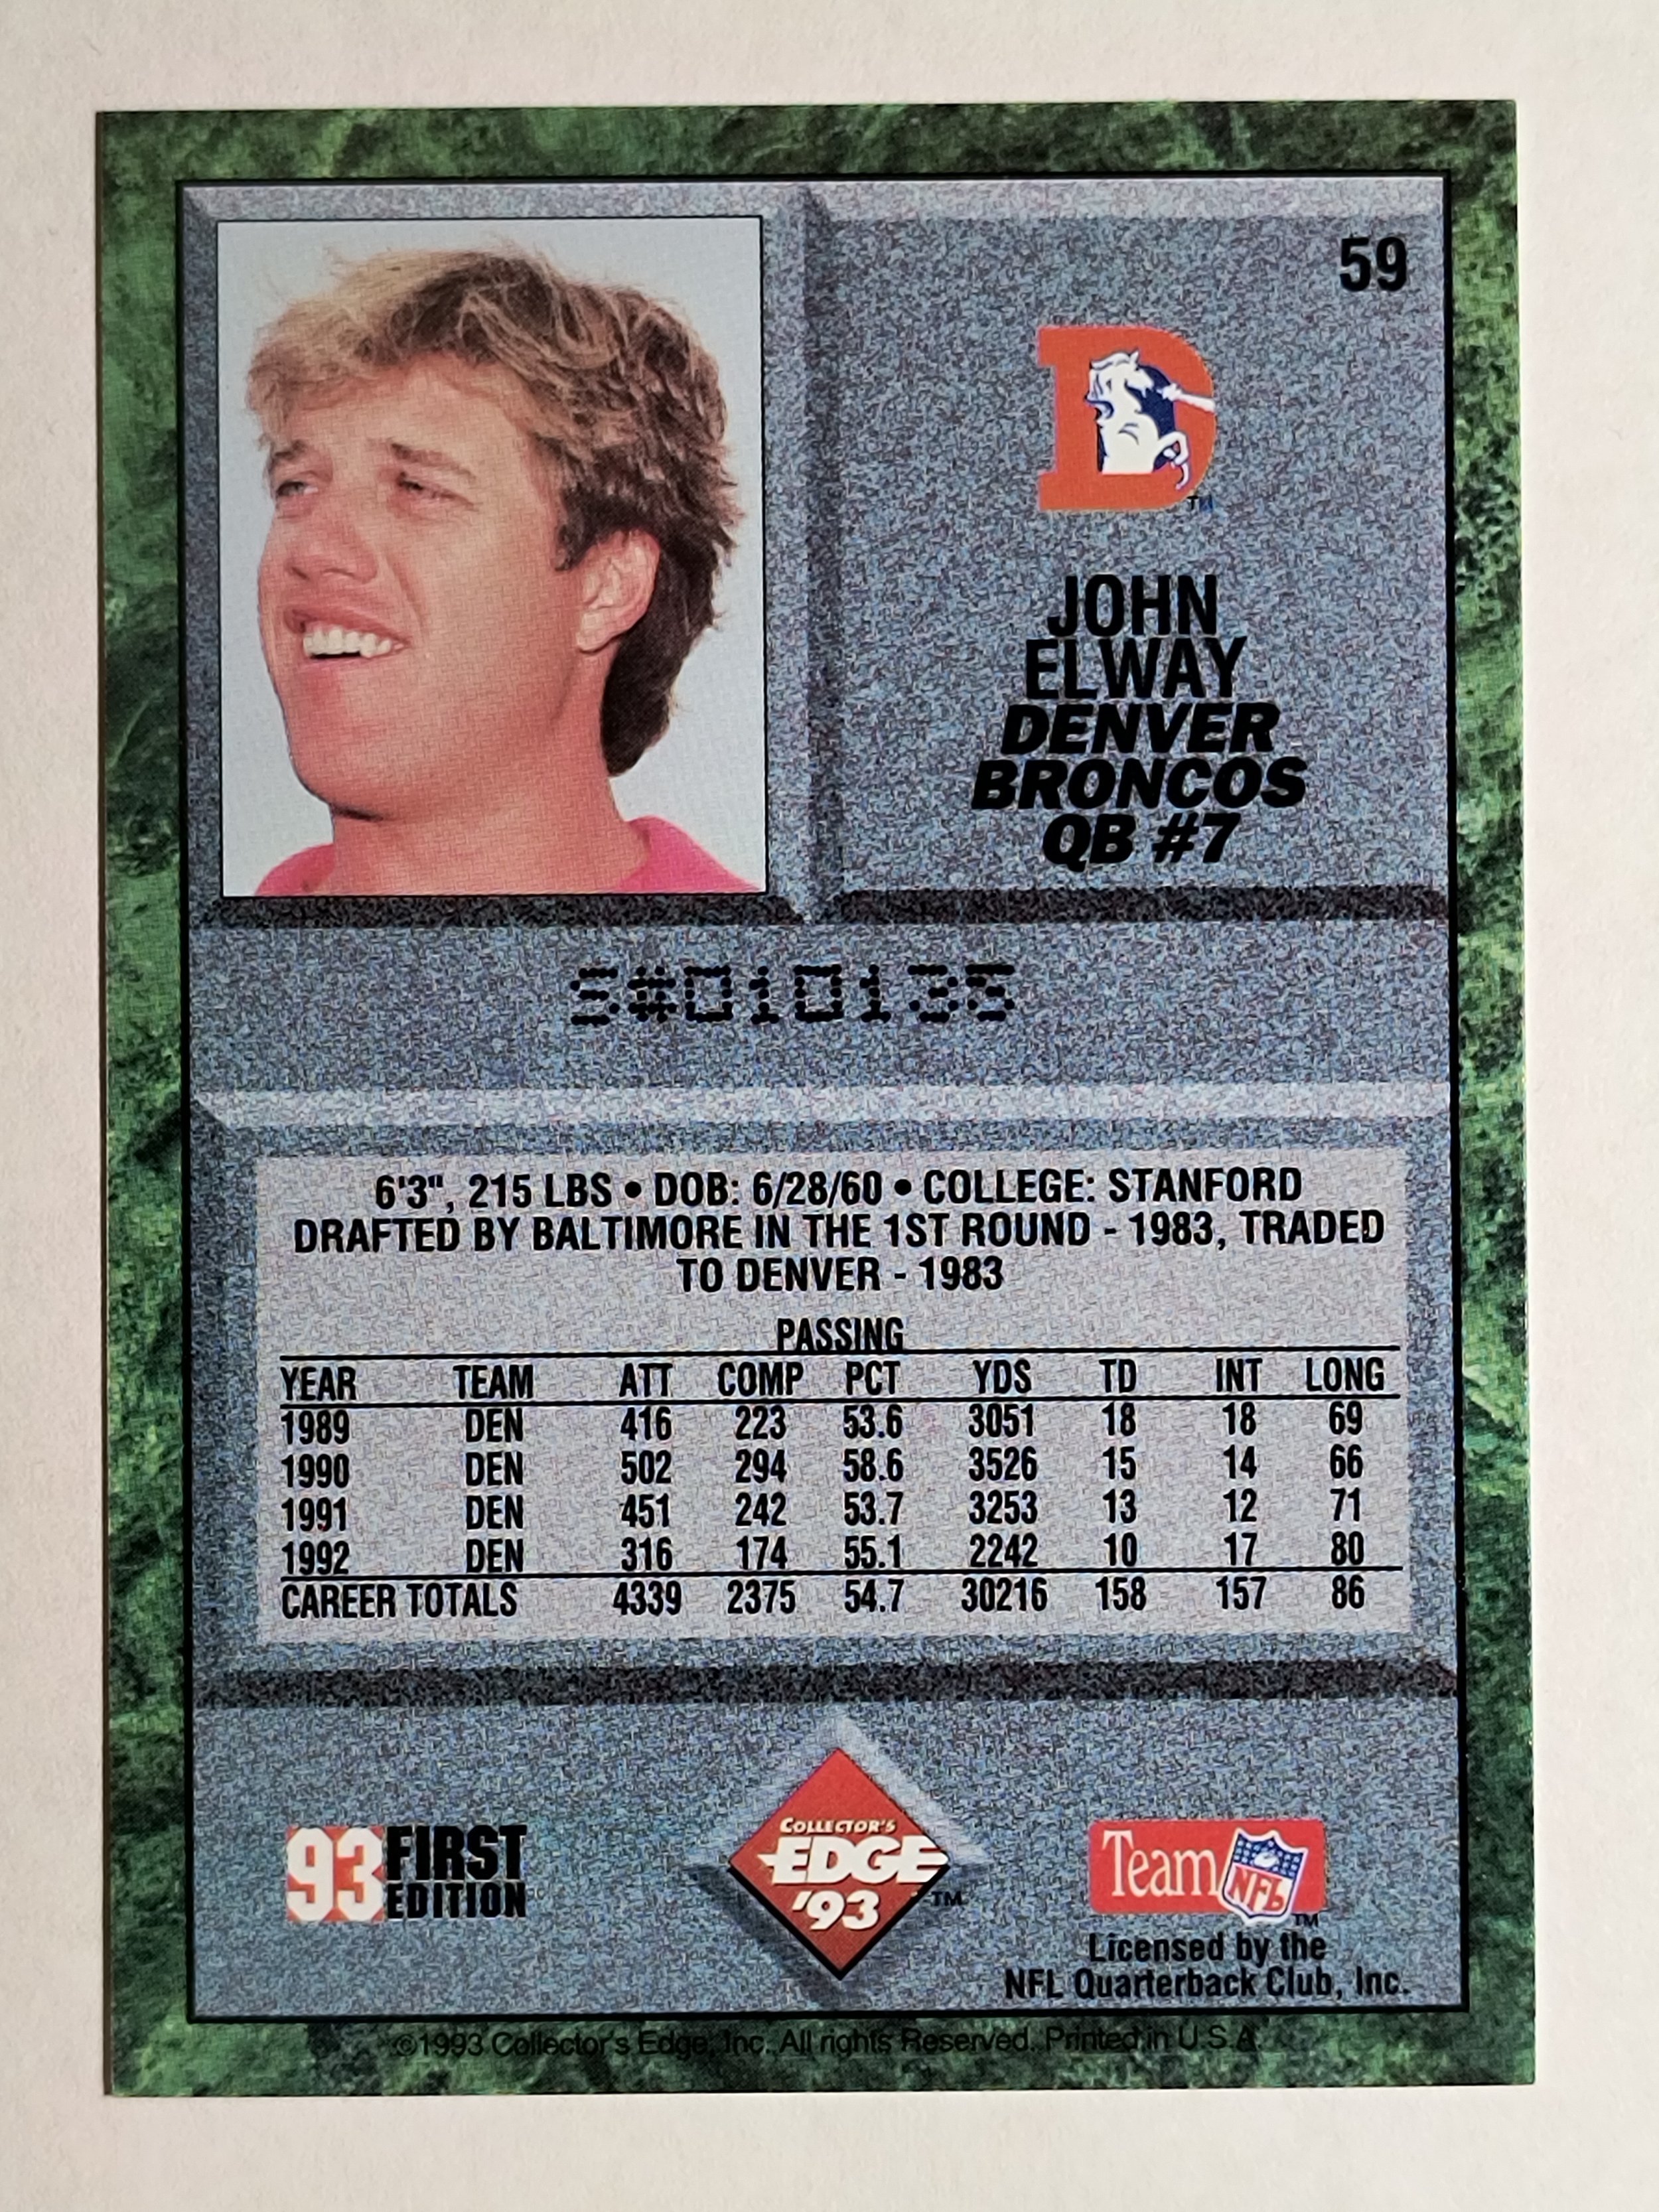 59
TM
JOHN
ELWAY
DENVER
BRONCOS
QB #7
S#010135
6'3", 215 LBS • DOB: 6/28/60 • COLLEGE: STANFORD
DRAFTED BY BALTIMORE IN THE 1ST ROUND - 1983, TRADED
TO DENVER - 1983
PASSING
YEAR TEAM ATT COMP PCT YDS TD INT LONG
1989 DEN 416 223 53.6 3051 18 18 69
1990 DEN 502 294 58.6 3526 15 14 66
1991 DEN 451 242 53.7 3253 13 12 71
1992 DEN 316 174 55.1 2242 10 17 80
CAREER TOTALS 4339 2375 54.7 30216 158 157 86
93 FIRST
EDITION
COLLECTOR'S
EDGE
'93 TM
Team NFL
TM
Licensed by the
NFL Quarterback Club, Inc.
©1993 Collector's Edge, Inc. All rights Reserved. Printed in U.S.A.